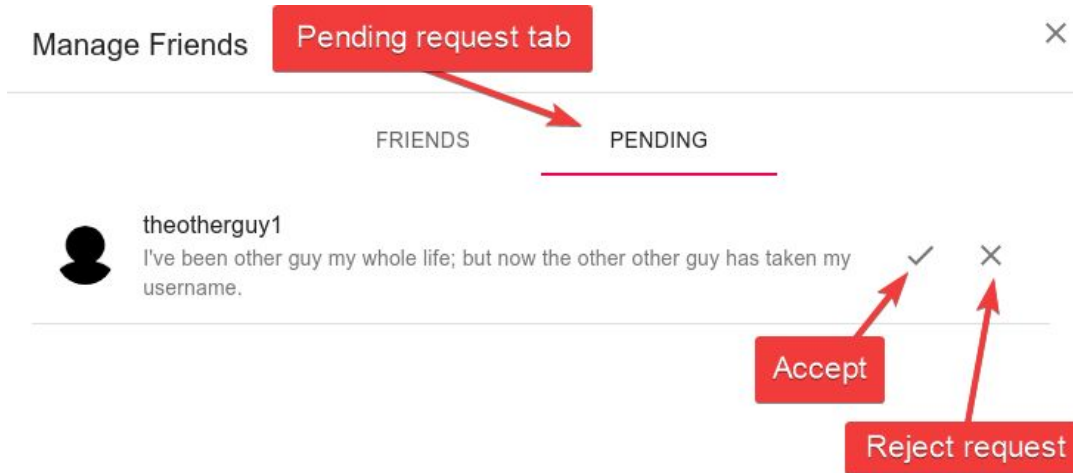 Manage Friends
Pending request tab
FRIENDS
PENDING
theotherguy1
I've been other guy my whole life; but now the other other guy has taken my
username.
Accept
Reject request